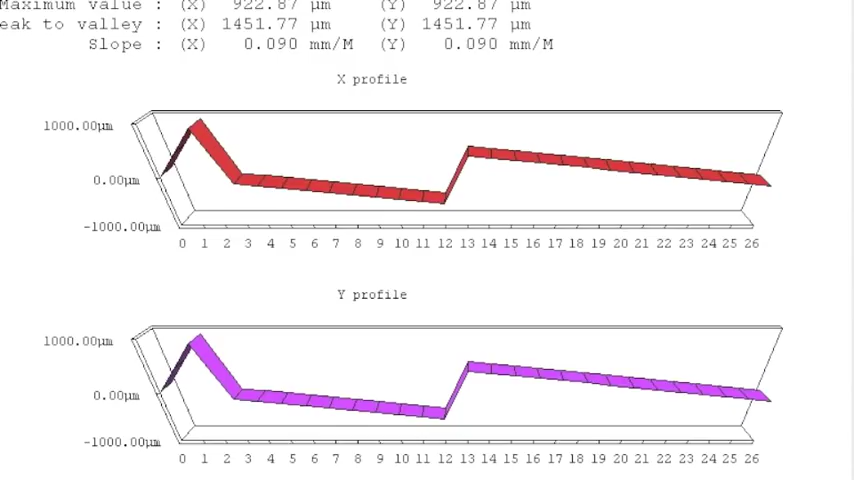 Maximum value : (X) 922.87 µm (Y) 922.87 µm
eak to valley : (X) 1451.77 µm (Y) 1451.77 µm
Slope : (X) 0.090 mm/M (Y) 0.090 mm/M
X profile
1000.00µm
0.00µm
-1000.00µm
0 1 2 3 4 5 6 7 8 9 10 11 12 13 14 15 16 17 18 19 20 21 22 23 24 25 26
Y profile
1000.00µm
0.00µm
-1000.00µm
0 1 2 3 4 5 6 7 8 9 10 11 12 13 14 15 16 17 18 19 20 21 22 23 24 25 26